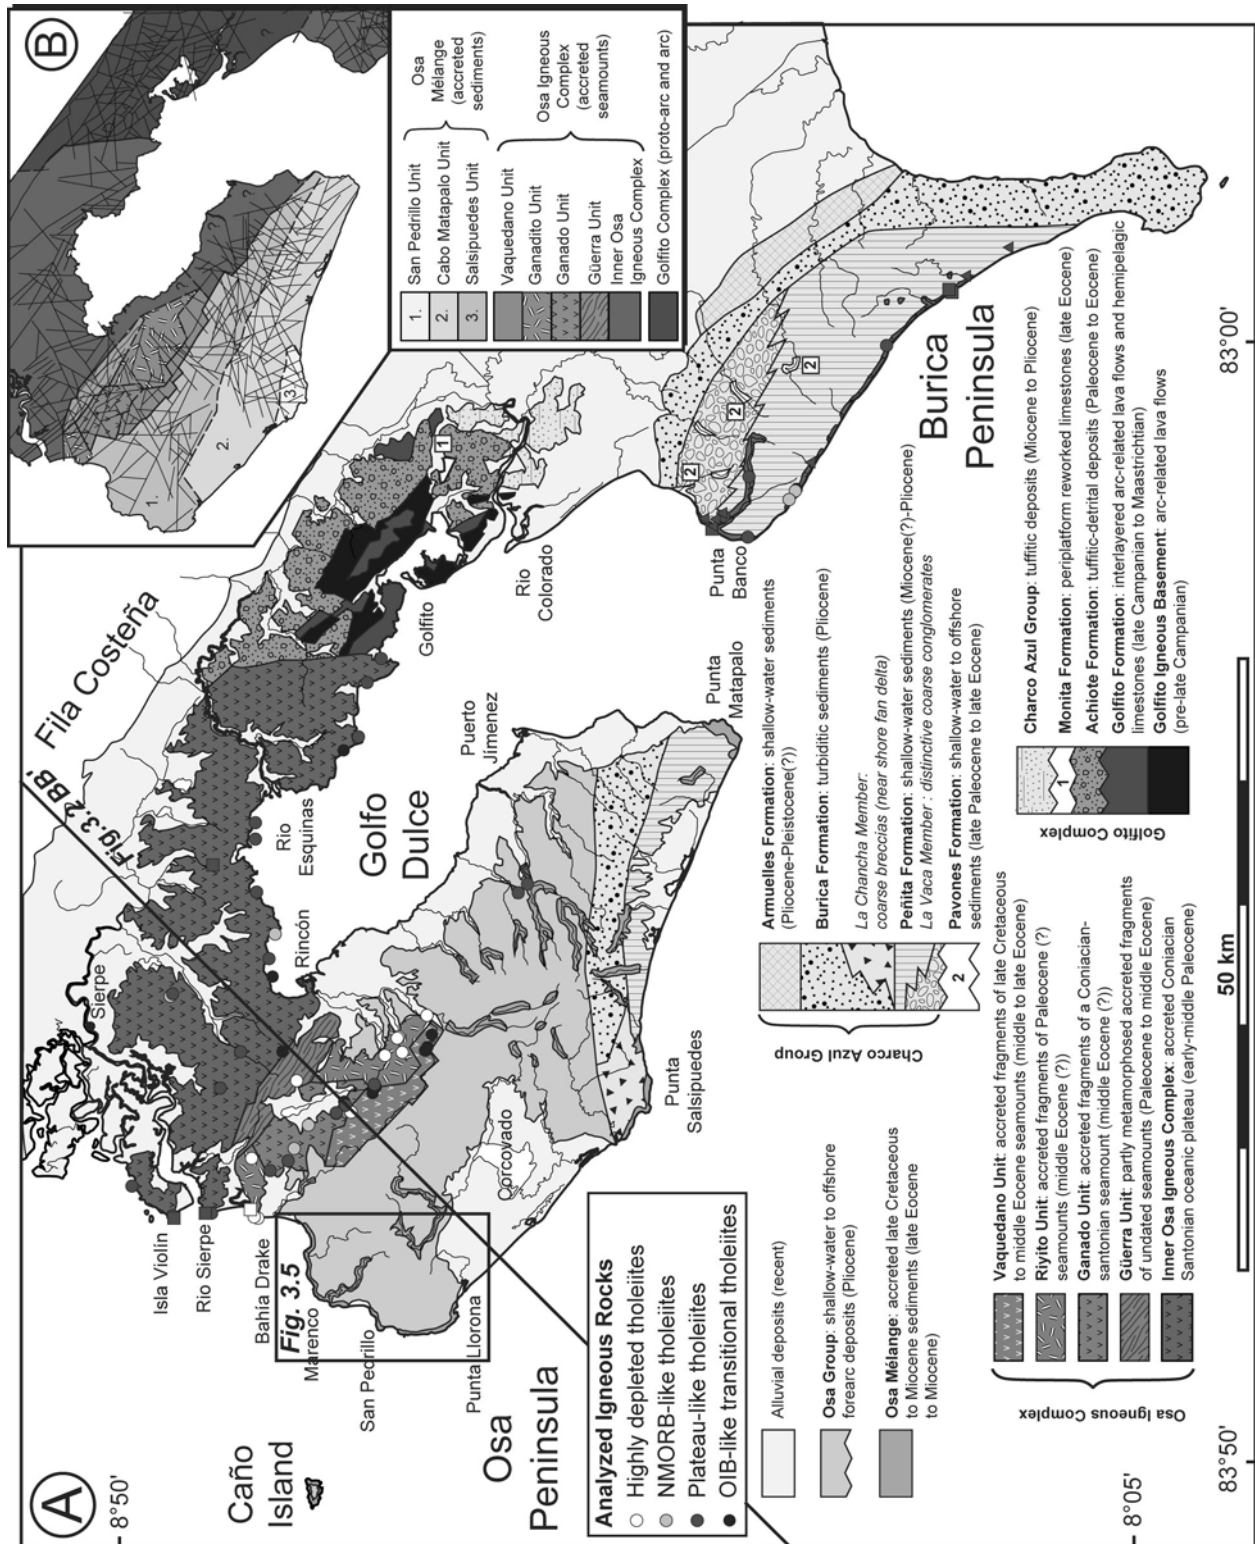 A
B
8°50'
8°05'
83°50'
83°00'
Fila Costeña
Fig. 3.2 BB'
Sierpe
Isla Violin
Rio Sierpe
Bahía Drake
Fig. 3.5
Marenco
San Pedrillo
Punta Llorona
Caño
Island
Osa
Peninsula
Corcovado
Rincón
Rio
Esquinas
Golfo
Dulce
Puerto
Jimenez
Golfito
Rio
Colorado
Punta
Banco
Punta
Matapalo
Punta
Salsipuedes
Burica
Peninsula
1
2
2
2
1.
2.
3.
1. San Pedrillo Unit
2. Cabo Matapalo Unit
3. Salsipuedes Unit
Osa
Mélange
(accreted
sediments)
Vaquedano Unit
Ganadito Unit
Ganado Unit
Güerra Unit
Inner Osa
Igneous Complex
Osa Igneous
Complex
(accreted
seamounts)
Golfito Complex (proto-arc and arc)
Analyzed Igneous Rocks
Highly depleted tholeiites
NMORB-like tholeiites
Plateau-like tholeiites
OIB-like transitional tholeiites
Alluvial deposits (recent)
Osa Group: shallow-water to offshore
forearc deposits (Pliocene)
Osa Mélange: accreted late Cretaceous
to Miocene sediments (late Eocene
to Miocene)
Osa Igneous Complex
Vaquedano Unit: accreted fragments of late Cretaceous
to middle Eocene seamounts (middle to late Eocene)
Riyito Unit: accreted fragments of Paleocene (?)
seamounts (middle Eocene (?))
Ganado Unit: accreted fragments of a Coniacian-
santonian seamount (middle Eocene (?))
Güerra Unit: partly metamorphosed accreted fragments
of undated seamounts (Paleocene to middle Eocene)
Inner Osa Igneous Complex: accreted Coniacian
Santonian oceanic plateau (early-middle Paleocene)
Charco Azul Group
Armuelles Formation: shallow-water sediments
(Pliocene-Pleistocene(?))
Burica Formation: turbiditic sediments (Pliocene)
La Chancha Member:
coarse breccias (near shore fan delta)
Peñita Formation: shallow-water sediments (Miocene(?)-Pliocene)
La Vaca Member : distinctive coarse conglomerates
2
Pavones Formation: shallow-water to offshore
sediments (late Paleocene to late Eocene)
Golfito Complex
Charco Azul Group: tuffitic deposits (Miocene to Pliocene)
1
Monita Formation: periplatform reworked limestones (late Eocene)
Achiote Formation: tuffitic-detrital deposits (Paleocene to Eocene)
Golfito Formation: interlayered arc-related lava flows and hemipelagic
limestones (late Campanian to Maastrichtian)
Golfito Igneous Basement: arc-related lava flows
(pre-late Campanian)
50 km